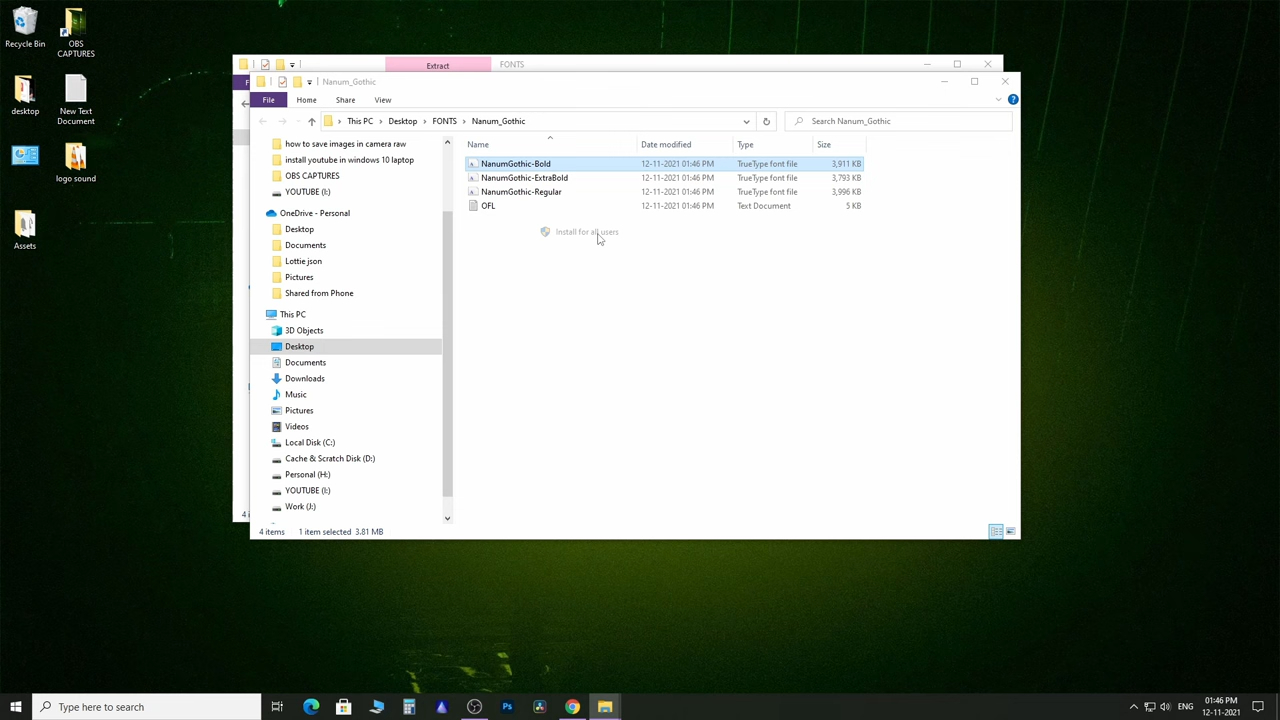 Recycle Bin
OBS
CAPTURES
desktop
New Text
Document
logo sound
Assets
Extract
FONTS
Nanum_Gothic
File
Home
Share
View
This PC
Desktop
FONTS
Nanum_Gothic
Search Nanum_Gothic
how to save images in camera raw
install youtube in windows 10 laptop
OBS CAPTURES
YOUTUBE (I:)
OneDrive - Personal
Desktop
Documents
Lottie json
Pictures
Shared from Phone
This PC
3D Objects
Desktop
Documents
Downloads
Music
Pictures
Videos
Local Disk (C:)
Cache & Scratch Disk (D:)
Personal (H:)
YOUTUBE (I:)
Work (J:)
Name Date modified Type Size
NanumGothic-Bold 12-11-2021 01:46 PM TrueType font file 3,911 KB
NanumGothic-ExtraBold 12-11-2021 01:46 PM TrueType font file 3,793 KB
NanumGothic-Regular 12-11-2021 01:46 PM TrueType font file 3,996 KB
OFL 12-11-2021 01:46 PM Text Document 5 KB
Install for all users
4 items 1 item selected 3.81 MB
Type here to search
Ps
ENG
01:46 PM
12-11-2021